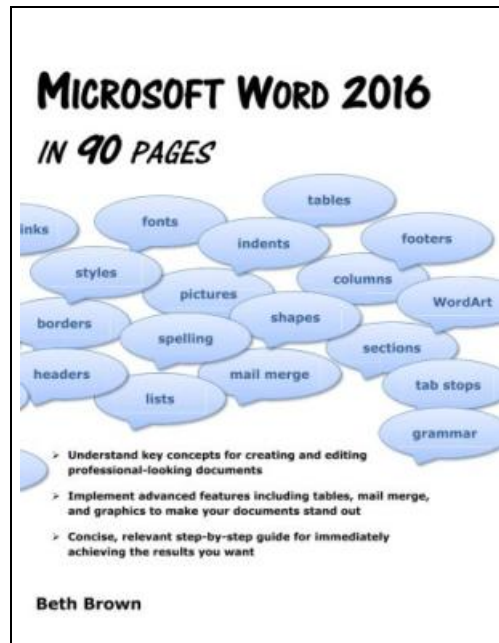 MICROSOFT WORD 2016
IN 90 PAGES
tables
fonts
inks
indents
footers
styles
columns
pictures
WordArt
shapes
borders
spelling
sections
headers
mail merge
tab stops
lists
grammar
➢ Understand key concepts for creating and editing
professional-looking documents
➢ Implement advanced features including tables, mail merge,
and graphics to make your documents stand out
➢ Concise, relevant step-by-step guide for immediately
achieving the results you want
Beth Brown